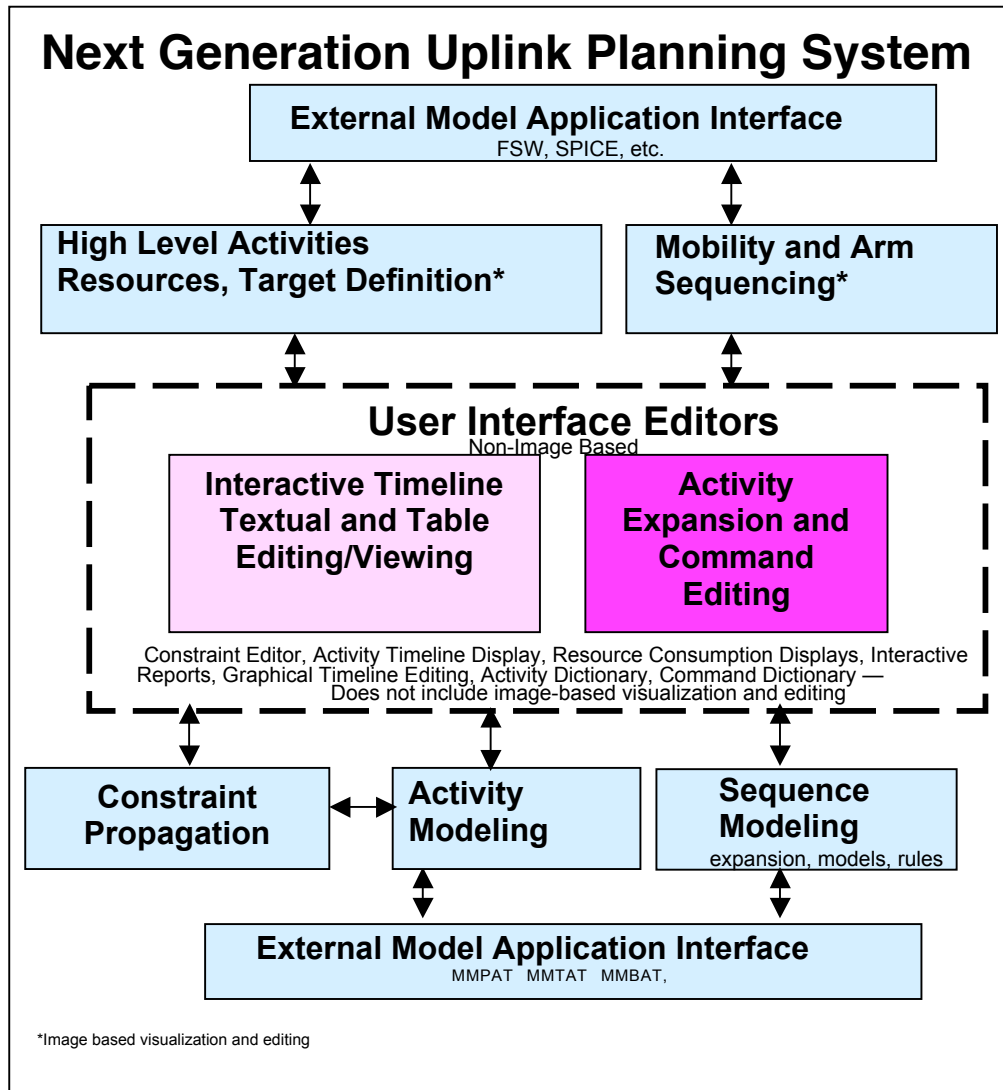 Next Generation Uplink Planning System
External Model Application Interface
FSW, SPICE, etc.
High Level Activities
Resources, Target Definition*
Mobility and Arm
Sequencing*
User Interface Editors
Non-Image Based
Interactive Timeline
Textual and Table
Editing/Viewing
Activity
Expansion and
Command
Editing
Constraint Editor, Activity Timeline Display, Resource Consumption Displays, Interactive
Reports, Graphical Timeline Editing, Activity Dictionary, Command Dictionary —
Does not include image-based visualization and editing
Constraint
Propagation
Activity
Modeling
Sequence
Modeling
expansion, models, rules
External Model Application Interface
MMPAT MMTAT MMBAT,
*Image based visualization and editing